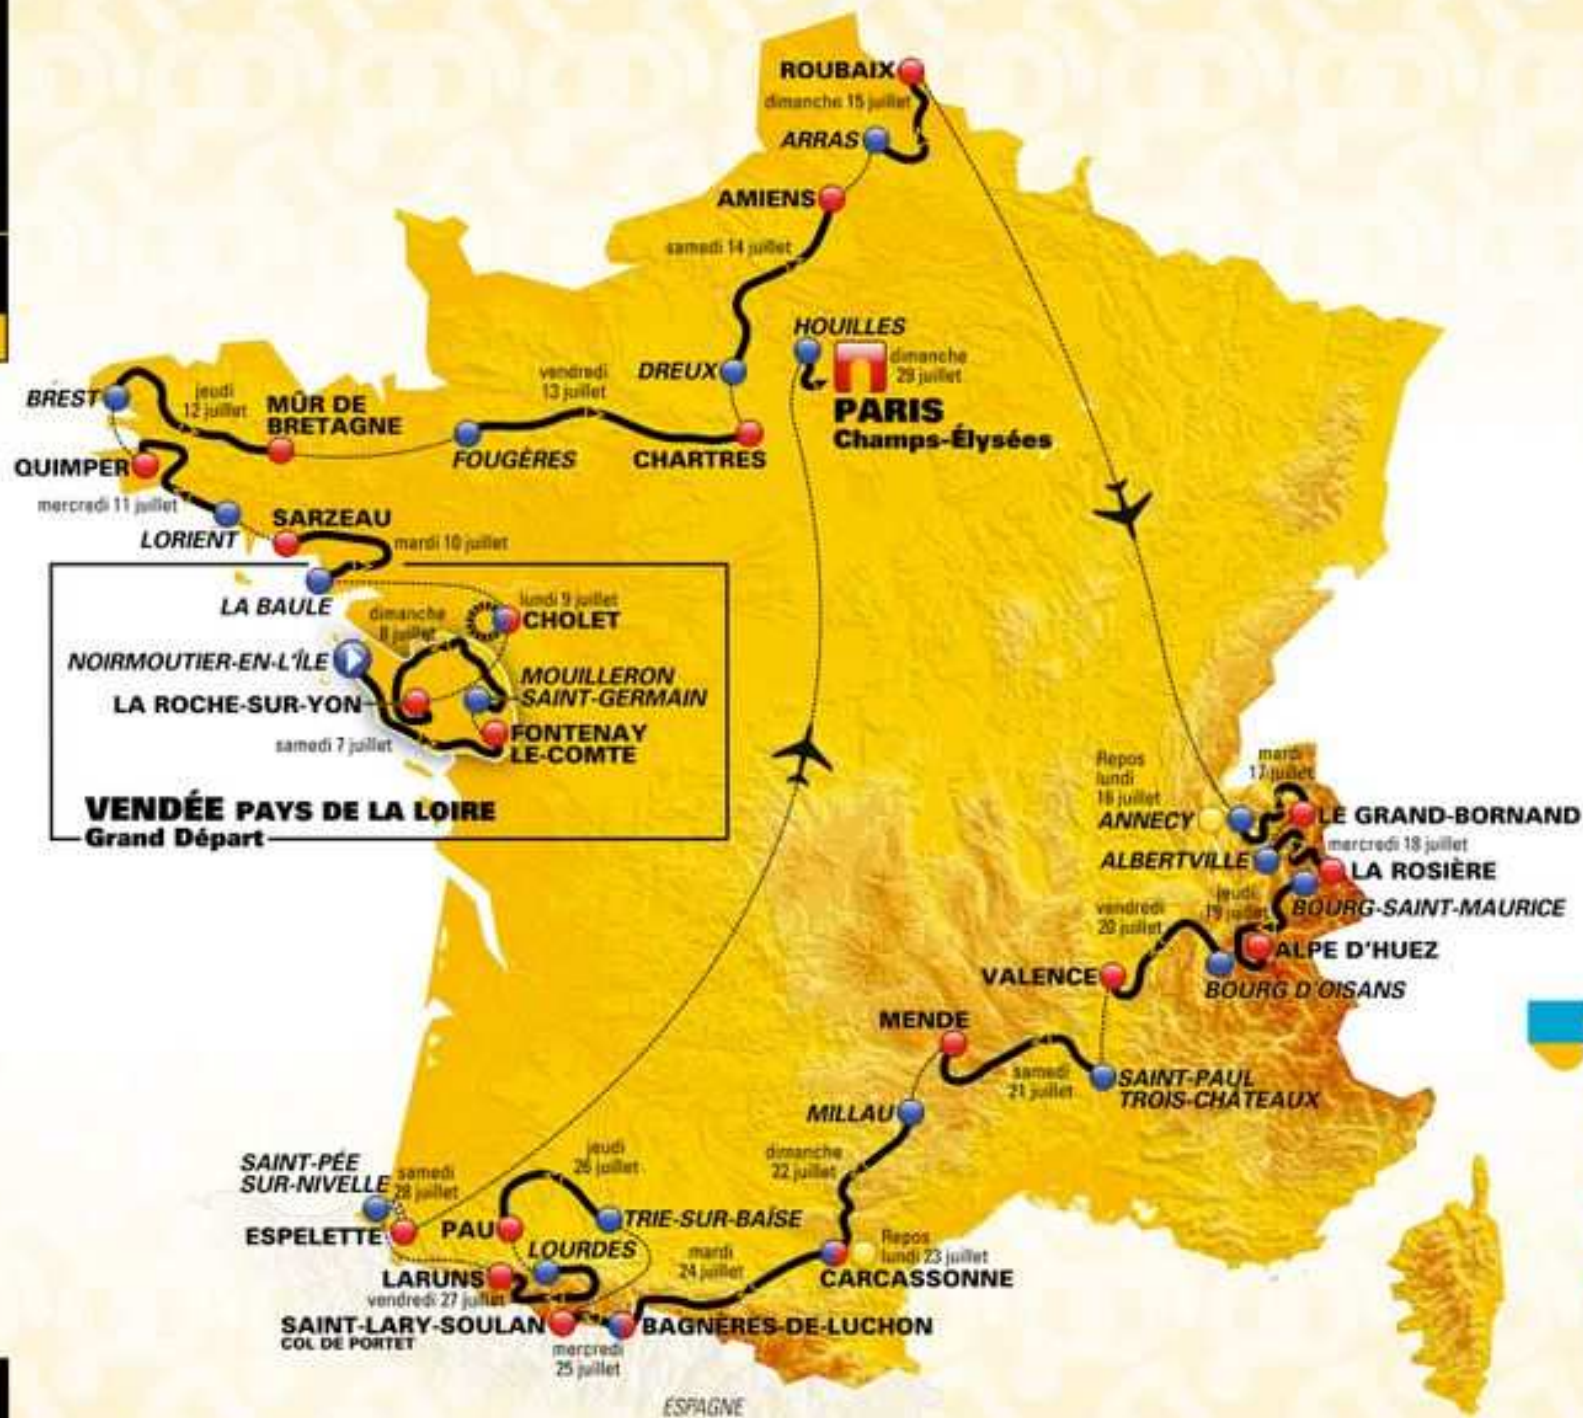 ROUBAIX
dimanche 15 juillet
ARRAS
AMIENS
samedi 14 juillet
HOUILLES
dimanche
29 juillet
PARIS
Champs-Élysées
DREUX
vendredi
13 juillet
BREST
jeudi
12 juillet
MÛR DE
BRETAGNE
FOUGÈRES
CHARTRES
QUIMPER
mercredi 11 juillet
LORIENT
SARZEAU
mardi 10 juillet
LA BAULE
dimanche
8 juillet
lundi 9 juillet
CHOLET
NOIRMOUTIER-EN-L'ÎLE
MOUILLERON
SAINT-GERMAIN
LA ROCHE-SUR-YON
FONTENAY
LE-COMTE
samedi 7 juillet
VENDÉE PAYS DE LA LOIRE
Grand Départ
Repos
lundi
16 juillet
ANNECY
mardi
17 juillet
LE GRAND-BORNAND
mercredi 18 juillet
ALBERTVILLE
LA ROSIÈRE
jeudi
19 juillet
BOURG-SAINT-MAURICE
vendredi
20 juillet
ALPE D'HUEZ
VALENCE
BOURG D'OISANS
MENDE
samedi
21 juillet
SAINT-PAUL
TROIS-CHÂTEAUX
MILLAU
dimanche
22 juillet
jeudi
26 juillet
SAINT-PÉE
SUR-NIVELLE
samedi
28 juillet
ESPELETTE
PAU
TRIE-SUR-BAÏSE
LOURDES
mardi
24 juillet
Repos
lundi 23 juillet
CARCASSONNE
LARUNS
vendredi 27 juillet
SAINT-LARY-SOULAN
COL DE PORTET
BAGNÈRES-DE-LUCHON
mercredi
25 juillet
ESPAGNE